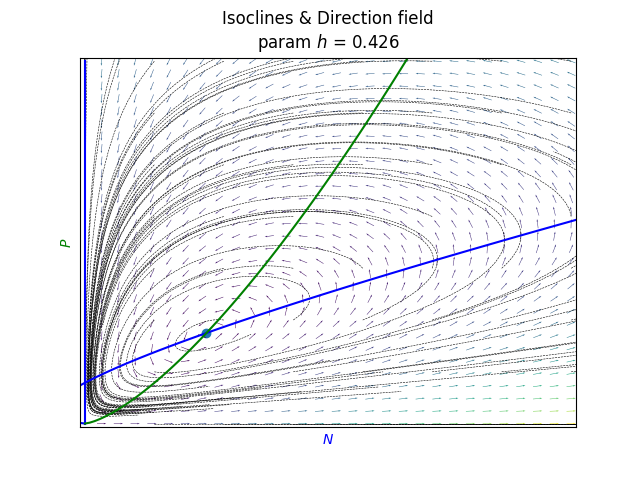 Isoclines & Direction field
param h = 0.426
P
N